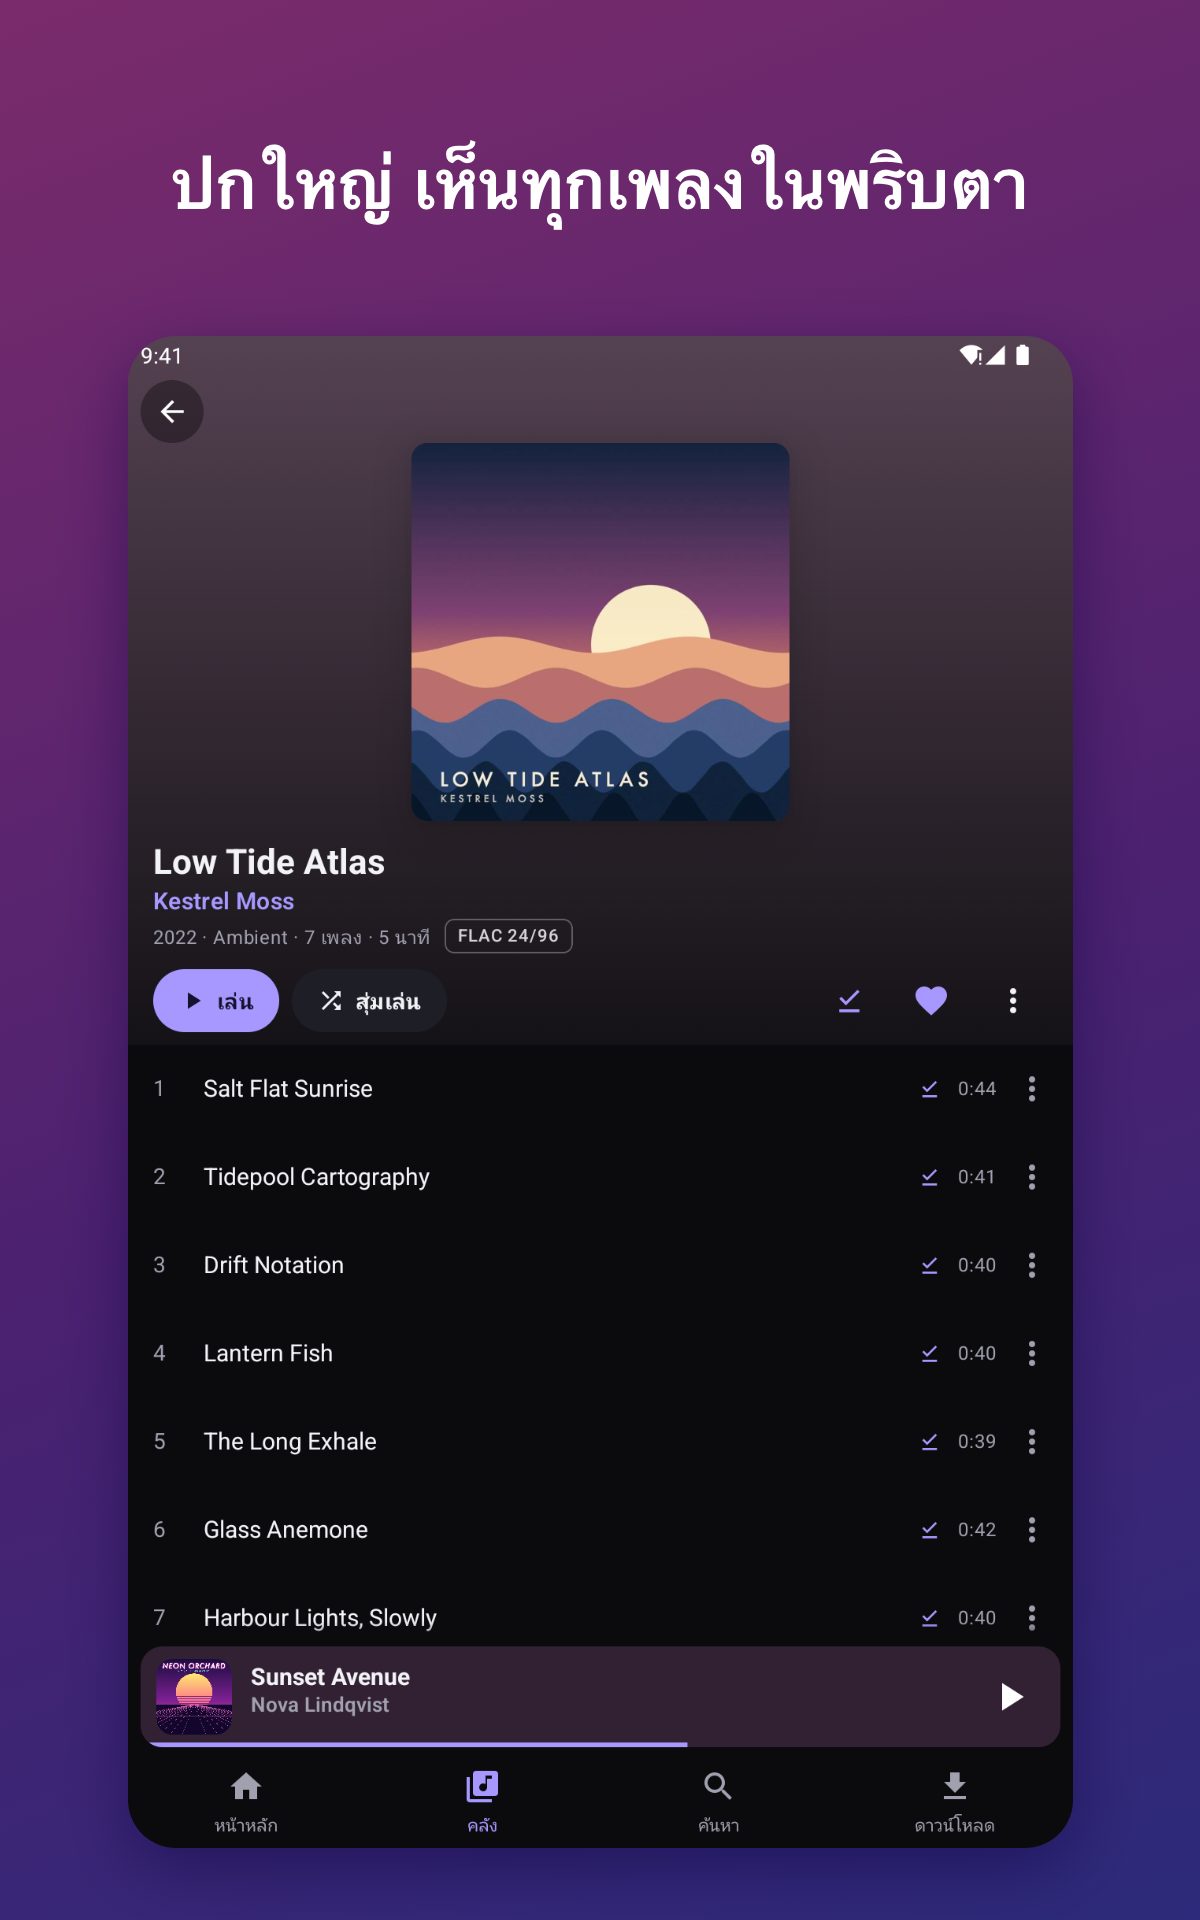 ปกใหญ่ เห็นทุกเพลงในพริบตา
9:41
LOW TIDE ATLAS
KESTREL MOSS
Low Tide Atlas
Kestrel Moss
2022 · Ambient · 7 เพลง · 5 นาที FLAC 24/96
เล่น สุ่มเล่น
1 Salt Flat Sunrise 0:44
2 Tidepool Cartography 0:41
3 Drift Notation 0:40
4 Lantern Fish 0:40
5 The Long Exhale 0:39
6 Glass Anemone 0:42
7 Harbour Lights, Slowly 0:40
NEON ORCHARD
Sunset Avenue
Nova Lindqvist
หน้าหลัก คลัง ค้นหา ดาวน์โหลด